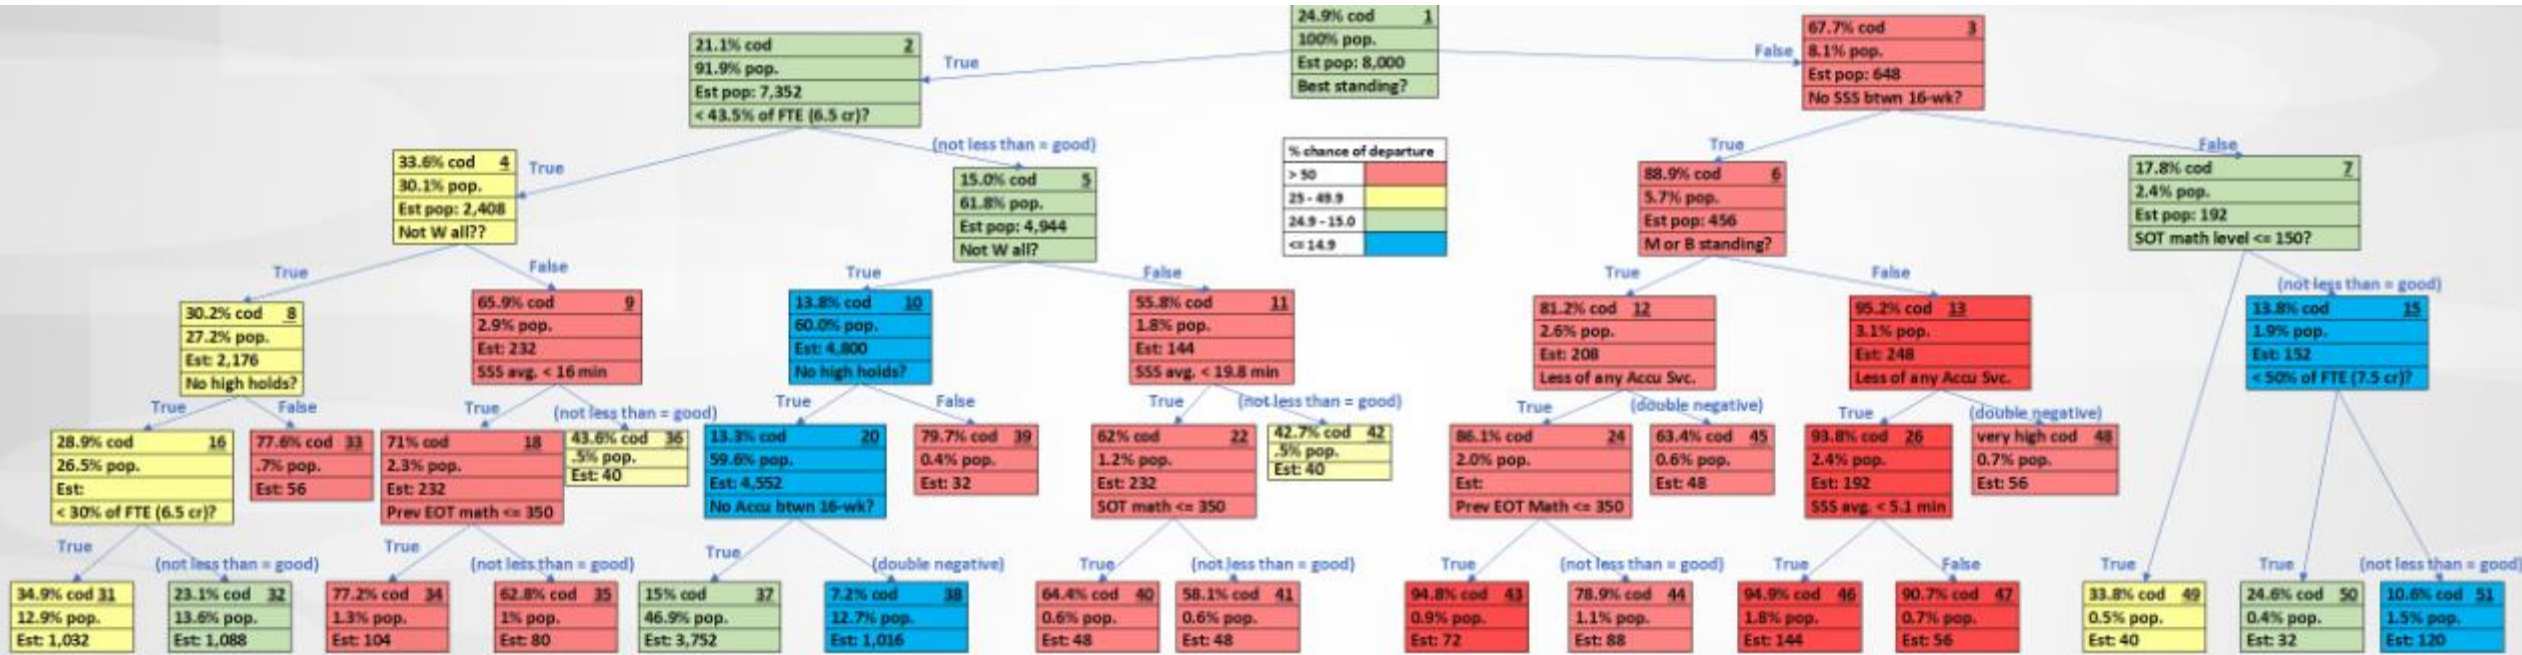 24.9% cod 1
100% pop.
Est pop: 8,000
Best standing?
True
False
21.1% cod 2
91.9% pop.
Est pop: 7,352
< 43.5% of FTE (6.5 cr)?
67.7% cod 3
8.1% pop.
Est pop: 648
No SSS btwn 16-wk?
% chance of departure
> 50
25 - 49.9
24.9 - 15.0
<= 14.9
True
(not less than = good)
True
False
33.6% cod 4
30.1% pop.
Est pop: 2,408
Not W all??
15.0% cod 5
61.8% pop.
Est pop: 4,944
Not W all?
88.9% cod 6
5.7% pop.
Est pop: 456
M or B standing?
17.8% cod 7
2.4% pop.
Est pop: 192
SOT math level <= 150?
True
False
True
False
True
False
(not less than = good)
30.2% cod 8
27.2% pop.
Est: 2,176
No high holds?
65.9% cod 9
2.9% pop.
Est: 232
SSS avg. < 16 min
13.8% cod 10
60.0% pop.
Est: 4,800
No high holds?
55.8% cod 11
1.8% pop.
Est: 144
SSS avg. < 19.8 min
81.2% cod 12
2.6% pop.
Est: 208
Less of any Accu Svc.
95.2% cod 13
3.1% pop.
Est: 248
Less of any Accu Svc.
13.8% cod 15
1.9% pop.
Est: 152
< 50% of FTE (7.5 cr)?
True
False
True
(not less than = good)
True
False
True
(not less than = good)
True
(double negative)
True
(double negative)
28.9% cod 16
26.5% pop.
Est:
< 30% of FTE (6.5 cr)?
77.6% cod 33
.7% pop.
Est: 56
71% cod 18
2.3% pop.
Est: 232
Prev EOT math <= 350
43.6% cod 36
.5% pop.
Est: 40
13.3% cod 20
59.6% pop.
Est: 4,552
No Accu btwn 16-wk?
79.7% cod 39
0.4% pop.
Est: 32
62% cod 22
1.2% pop.
Est: 232
SOT math <= 350
42.7% cod 42
.5% pop.
Est: 40
86.1% cod 24
2.0% pop.
Est:
Prev EOT Math <= 350
63.4% cod 45
0.6% pop.
Est: 48
93.8% cod 26
2.4% pop.
Est: 192
SSS avg. < 5.1 min
very high cod 48
0.7% pop.
Est: 56
True
(not less than = good)
True
(not less than = good)
True
(double negative)
True
(not less than = good)
True
(not less than = good)
True
False
True
True
(not less than = good)
34.9% cod 31
12.9% pop.
Est: 1,032
23.1% cod 32
13.6% pop.
Est: 1,088
77.2% cod 34
1.3% pop.
Est: 104
62.8% cod 35
1% pop.
Est: 80
15% cod 37
46.9% pop.
Est: 3,752
7.2% cod 38
12.7% pop.
Est: 1,016
64.4% cod 40
0.6% pop.
Est: 48
58.1% cod 41
0.6% pop.
Est: 48
94.8% cod 43
0.9% pop.
Est: 72
78.9% cod 44
1.1% pop.
Est: 88
94.9% cod 46
1.8% pop.
Est: 144
90.7% cod 47
0.7% pop.
Est: 56
33.8% cod 49
0.5% pop.
Est: 40
24.6% cod 50
0.4% pop.
Est: 32
10.6% cod 51
1.5% pop.
Est: 120